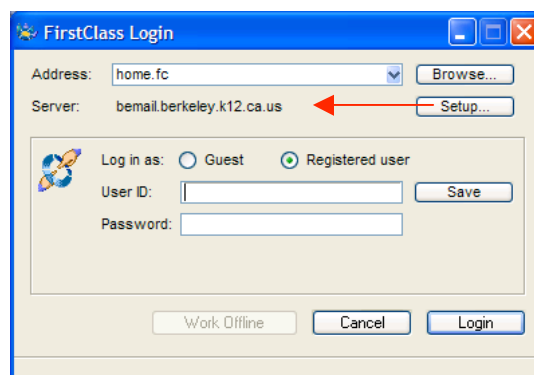 FirstClass Login
Address: home.fc Browse...
Server: bemail.berkeley.k12.ca.us Setup...
Log in as: Guest Registered user
User ID: Save
Password:
Work Offline Cancel Login